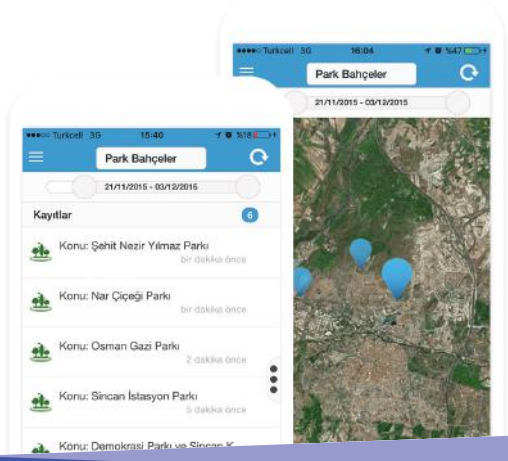 Turkcell 3G 16:04 %47
Park Bahçeler
21/11/2015 - 03/12/2015
Turkcell 3G 15:40 %18
Park Bahçeler
21/11/2015 - 03/12/2015
Kayıtlar 6
Konu: Şehit Nezir Yılmaz Parkı
bir dakika önce
Konu: Nar Çiçeği Parkı
bir dakika önce
Konu: Osman Gazi Parkı
2 dakika önce
Konu: Sincan İstasyon Parkı
5 dakika önce
Konu: Demokrasi Parkı ve Sincan K